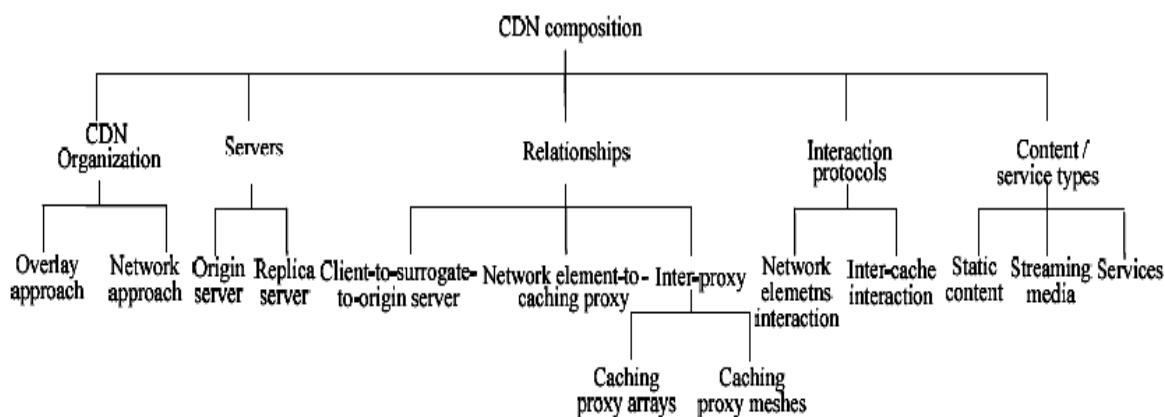 CDN composition
CDN
Organization
Servers
Relationships
Interaction
protocols
Content /
service types
Overlay
approach
Network
approach
Origin
server
Replica
server
Client-to-surrogate-
to-origin server
Network element-to-
caching proxy
Inter-proxy
Network
elemetns
interaction
Inter-cache
interaction
Static
content
Streaming
media
Services
Caching
proxy arrays
Caching
proxy meshes